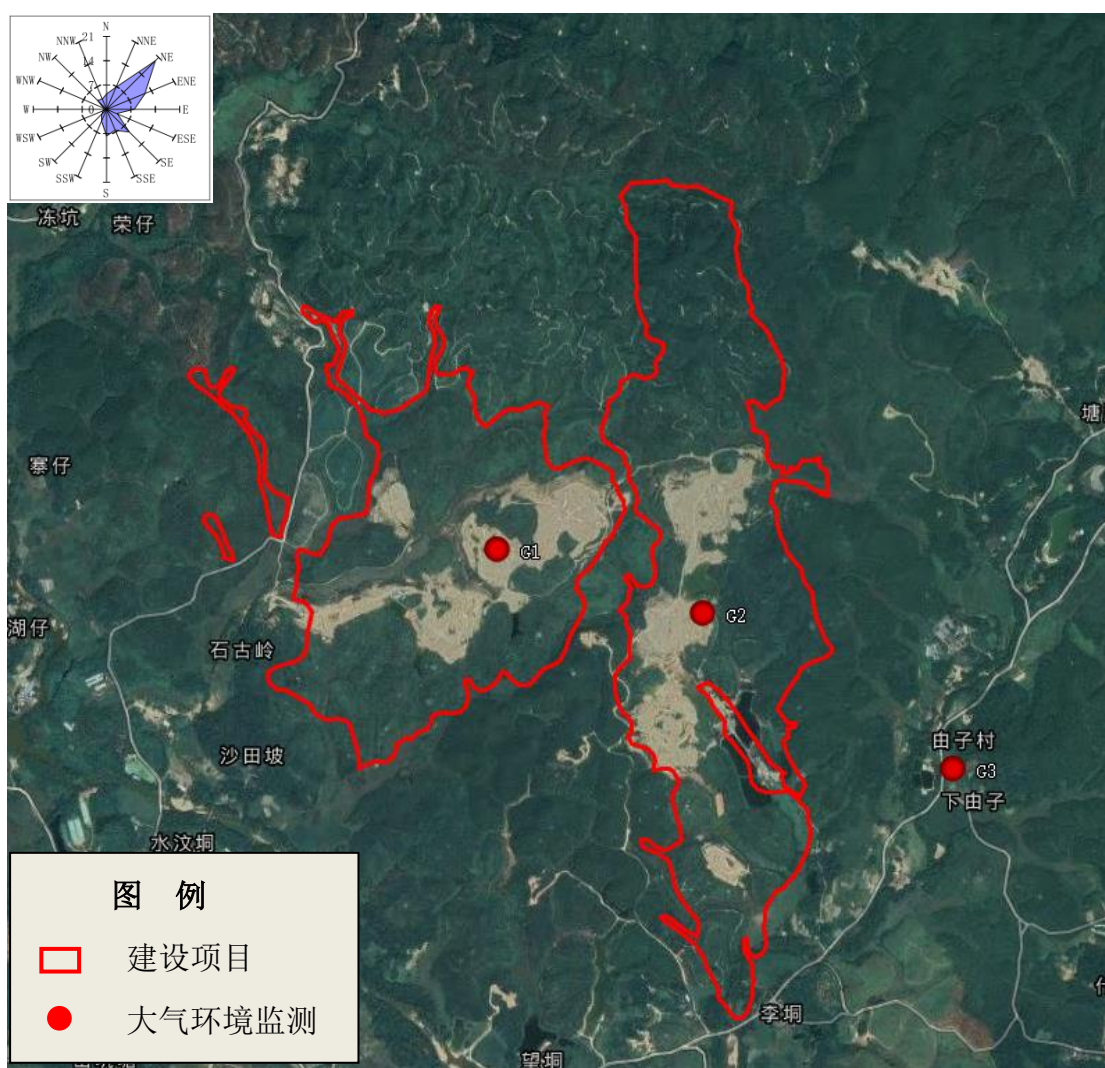 N
NNE
NE
ENE
E
ESE
SE
SSE
S
SSW
SW
WSW
W
WNW
NW
NNW
21
14
7
0
冻坑
荣仔
塘
寨仔
G1
G2
湖仔
石古岭
由子村
G3
沙田坡
下由子
水汶垌
李垌
望垌
图 例
建设项目
大气环境监测